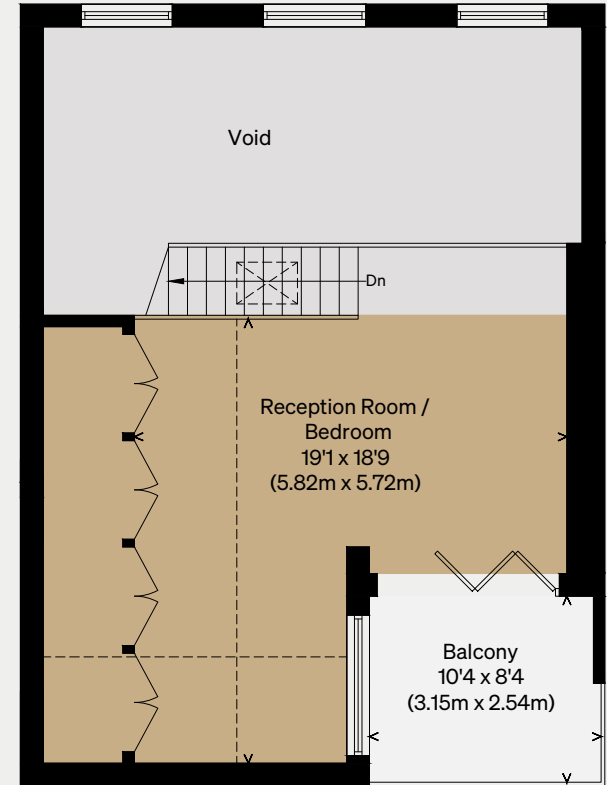 Void
Dn
Reception Room /
Bedroom
19'1 x 18'9
(5.82m x 5.72m)
Balcony
10'4 x 8'4
(3.15m x 2.54m)